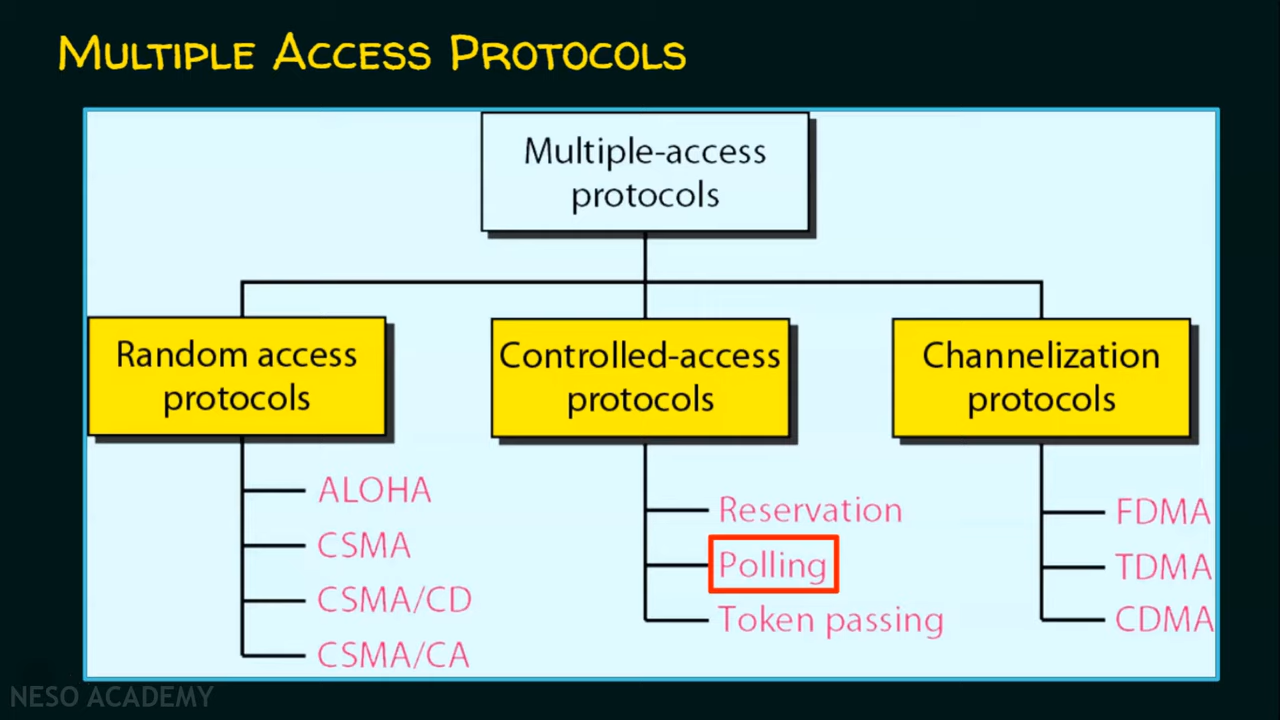 MULTIPLE ACCESS PROTOCOLS
Multiple-access
protocols
Random access
protocols
Controlled-access
protocols
Channelization
protocols
ALOHA
CSMA
CSMA/CD
CSMA/CA
Reservation
Polling
Token passing
FDMA
TDMA
CDMA
NESO ACADEMY